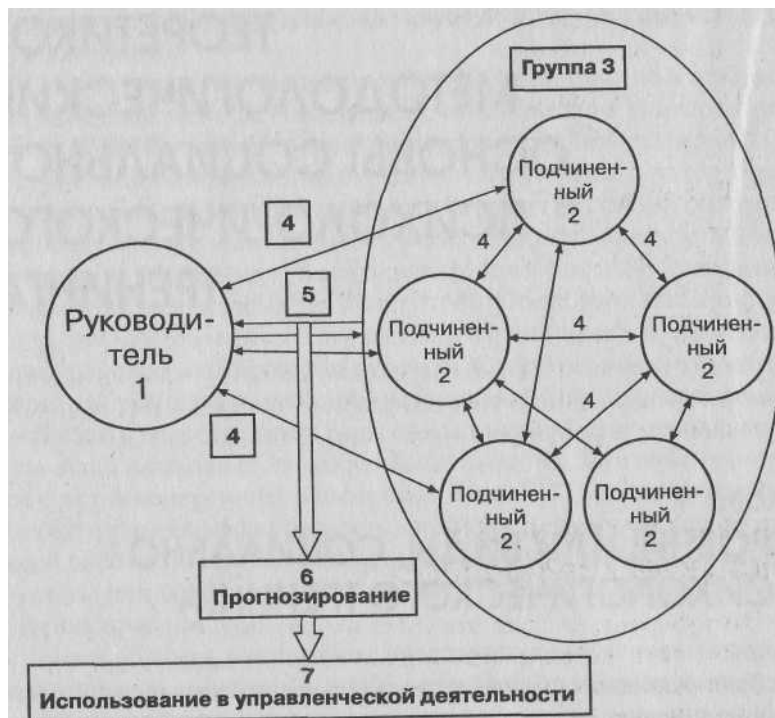 Группа 3
Подчинен-
ный
2
4
4
4
5
Руководи-
тель
1
Подчинен-
ный
2
4
Подчинен-
ный
2
4
4
Подчинен-
ный
2
Подчинен-
ный
2
6
Прогнозирование
7
Использование в управленческой деятельности